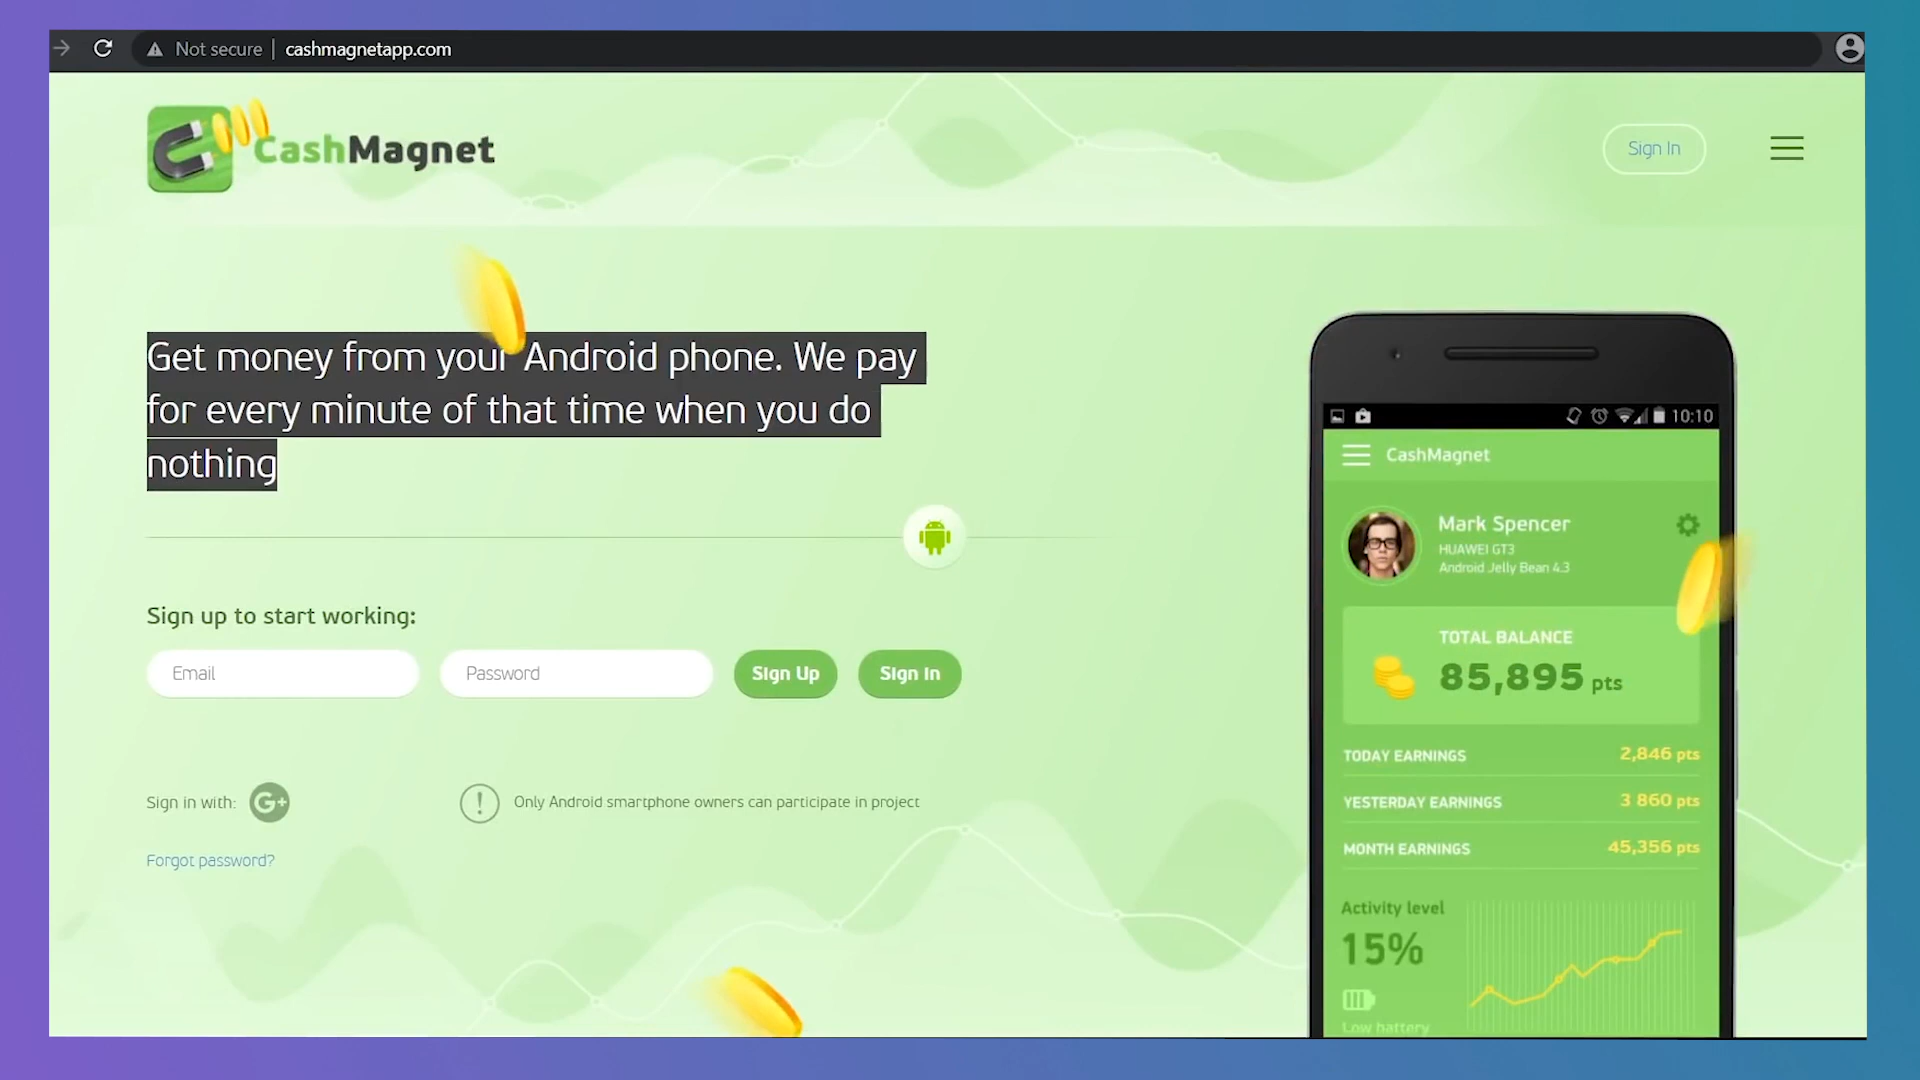 Not secure | cashmagnetapp.com
CashMagnet
Sign In
Get money from your Android phone. We pay
for every minute of that time when you do
nothing
Sign up to start working:
Email
Password
Sign Up
Sign In
Sign in with:
G+
! Only Android smartphone owners can participate in project
Forgot password?
10:10
CashMagnet
Mark Spencer
HUAWEI GT3
Android Jelly Bean 4.3
TOTAL BALANCE
85,895 pts
TODAY EARNINGS 2,846 pts
YESTERDAY EARNINGS 3 860 pts
MONTH EARNINGS 45,356 pts
Activity level
15%
Low battery